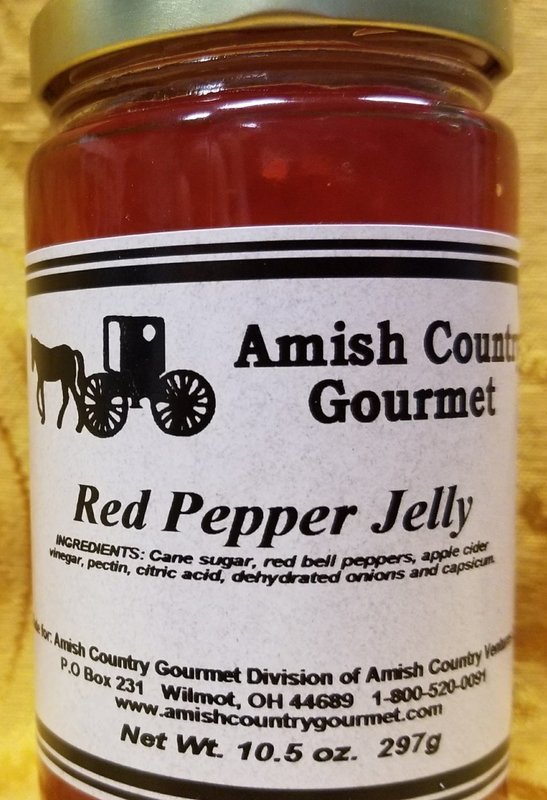 Amish Country
Gourmet
Red Pepper Jelly
INGREDIENTS: Cane sugar, red bell peppers, apple cider
vinegar, pectin, citric acid, dehydrated onions and capsicum.
for: Amish Country Gourmet Division of Amish Country
P.O Box 231 Wilmot, OH 44689 1-800-520-0091
www.amishcountrygourmet.com
Net Wt. 10.5 oz. 297g